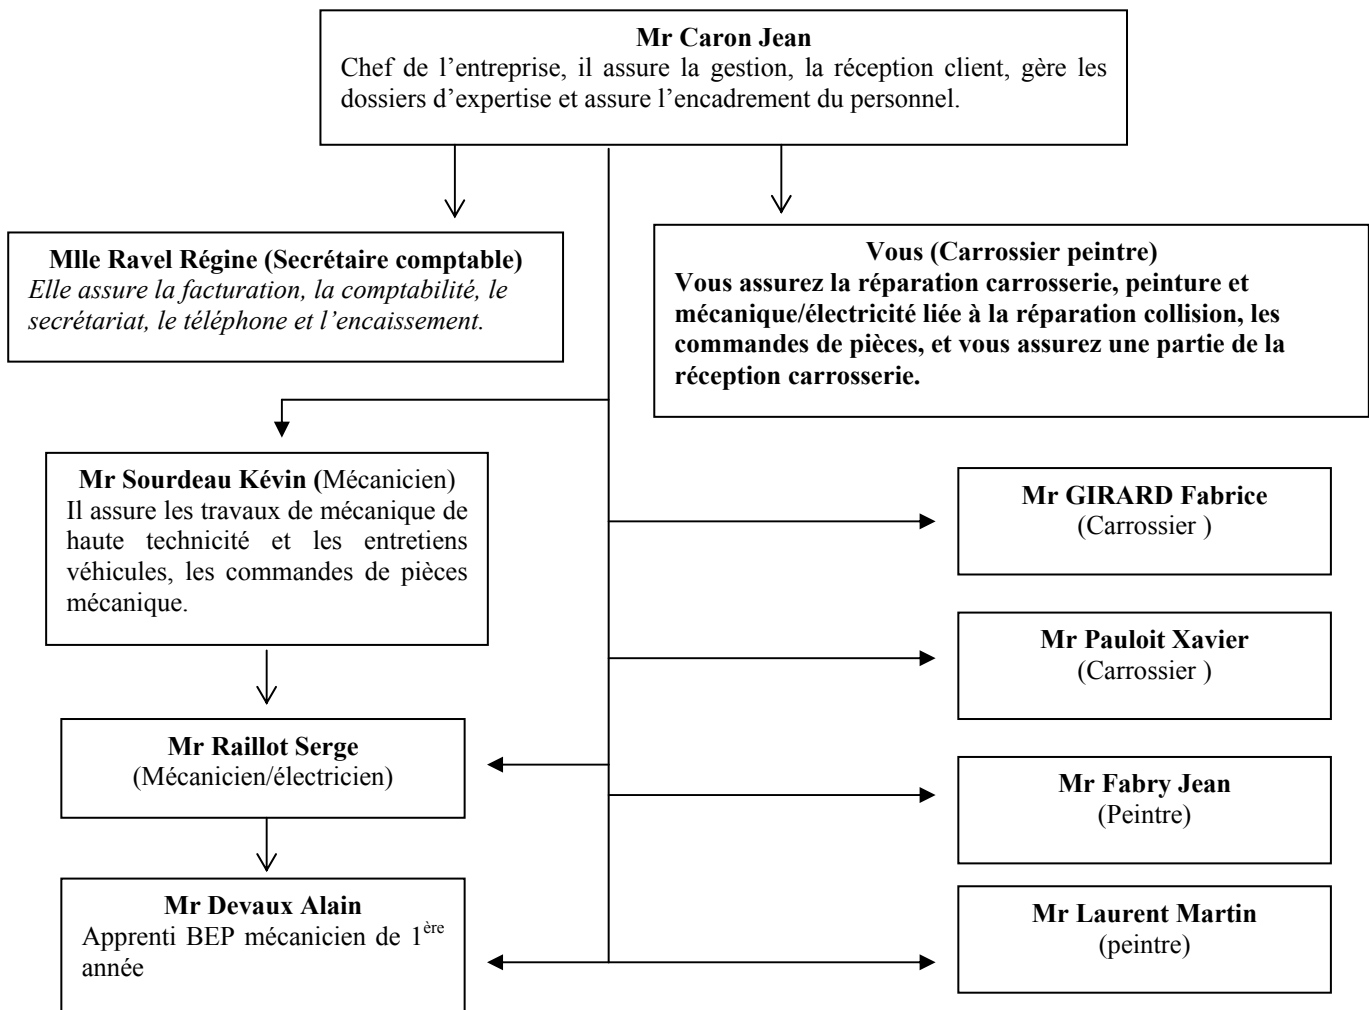 Mr Caron Jean
Chef de l’entreprise, il assure la gestion, la réception client, gère les
dossiers d’expertise et assure l’encadrement du personnel.
Mlle Ravel Régine (Secrétaire comptable)
Elle assure la facturation, la comptabilité, le
secrétariat, le téléphone et l’encaissement.
Vous (Carrossier peintre)
Vous assurez la réparation carrosserie, peinture et
mécanique/électricité liée à la réparation collision, les
commandes de pièces, et vous assurez une partie de la
réception carrosserie.
Mr Sourdeau Kévin (Mécanicien)
Il assure les travaux de mécanique de
haute technicité et les entretiens
véhicules, les commandes de pièces
mécanique.
Mr GIRARD Fabrice
(Carrossier )
Mr Pauloit Xavier
(Carrossier )
Mr Raillot Serge
(Mécanicien/électricien)
Mr Fabry Jean
(Peintre)
Mr Devaux Alain
Apprenti BEP mécanicien de 1ère
année
Mr Laurent Martin
(peintre)